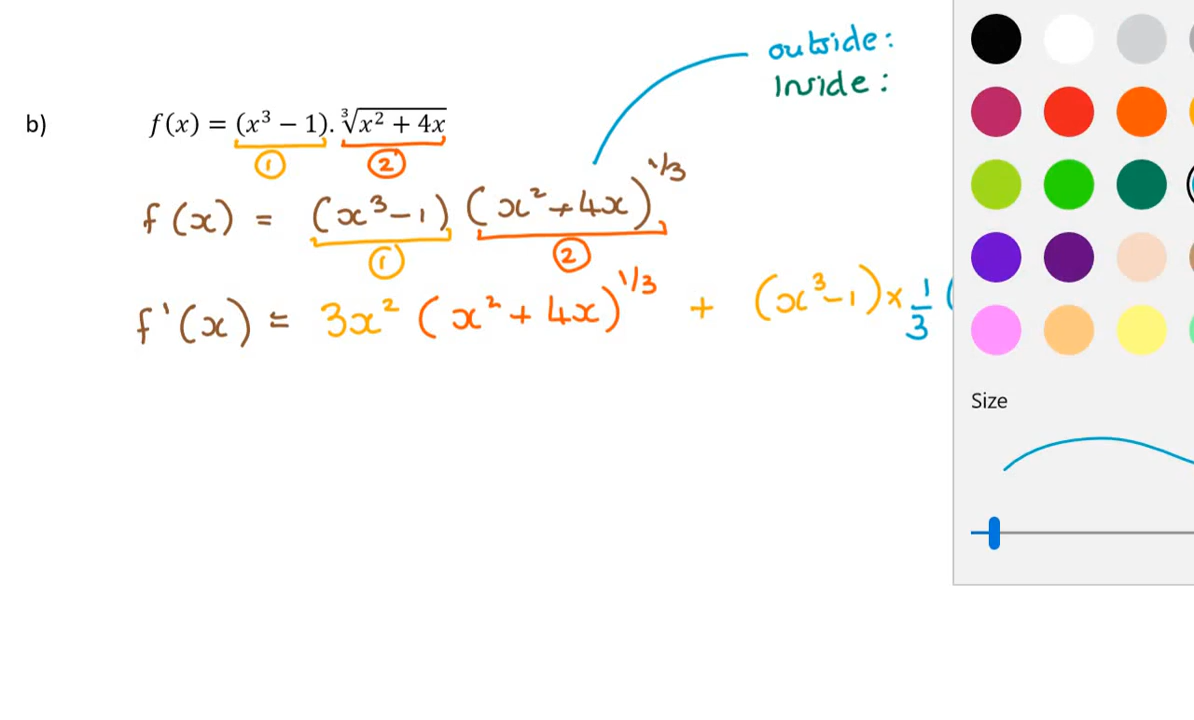 outside:
Inside:
b) f(x) = (x³ − 1). ∛x² + 4x
① ②
f(x) = (x³−1) (x²+4x)^1/3
① ②
f'(x) = 3x² (x²+4x)^1/3 + (x³−1)× 1/3 (
Size